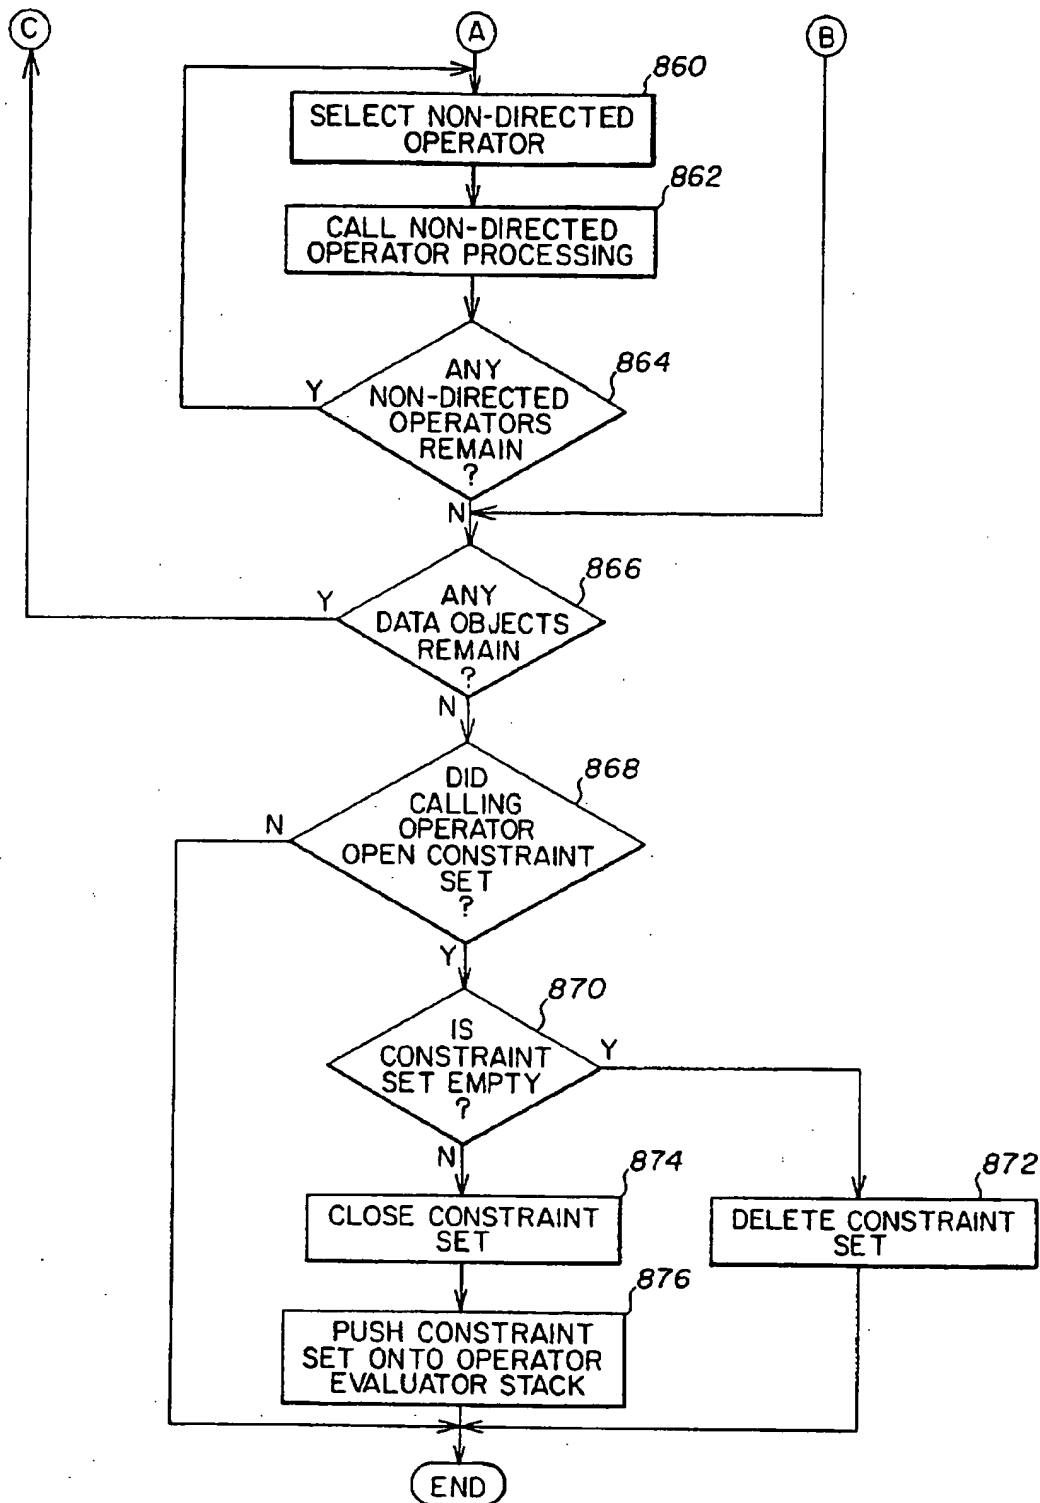 C
A
B
860
SELECT NON-DIRECTED
OPERATOR
862
CALL NON-DIRECTED
OPERATOR PROCESSING
864
ANY
NON-DIRECTED
OPERATORS
REMAIN
?
Y
N
866
ANY
DATA OBJECTS
REMAIN
?
Y
N
868
DID
CALLING
OPERATOR
OPEN CONSTRAINT
SET
?
N
Y
870
IS
CONSTRAINT
SET EMPTY
?
Y
N
874
CLOSE CONSTRAINT
SET
872
DELETE CONSTRAINT
SET
876
PUSH CONSTRAINT
SET ONTO OPERATOR
EVALUATOR STACK
END